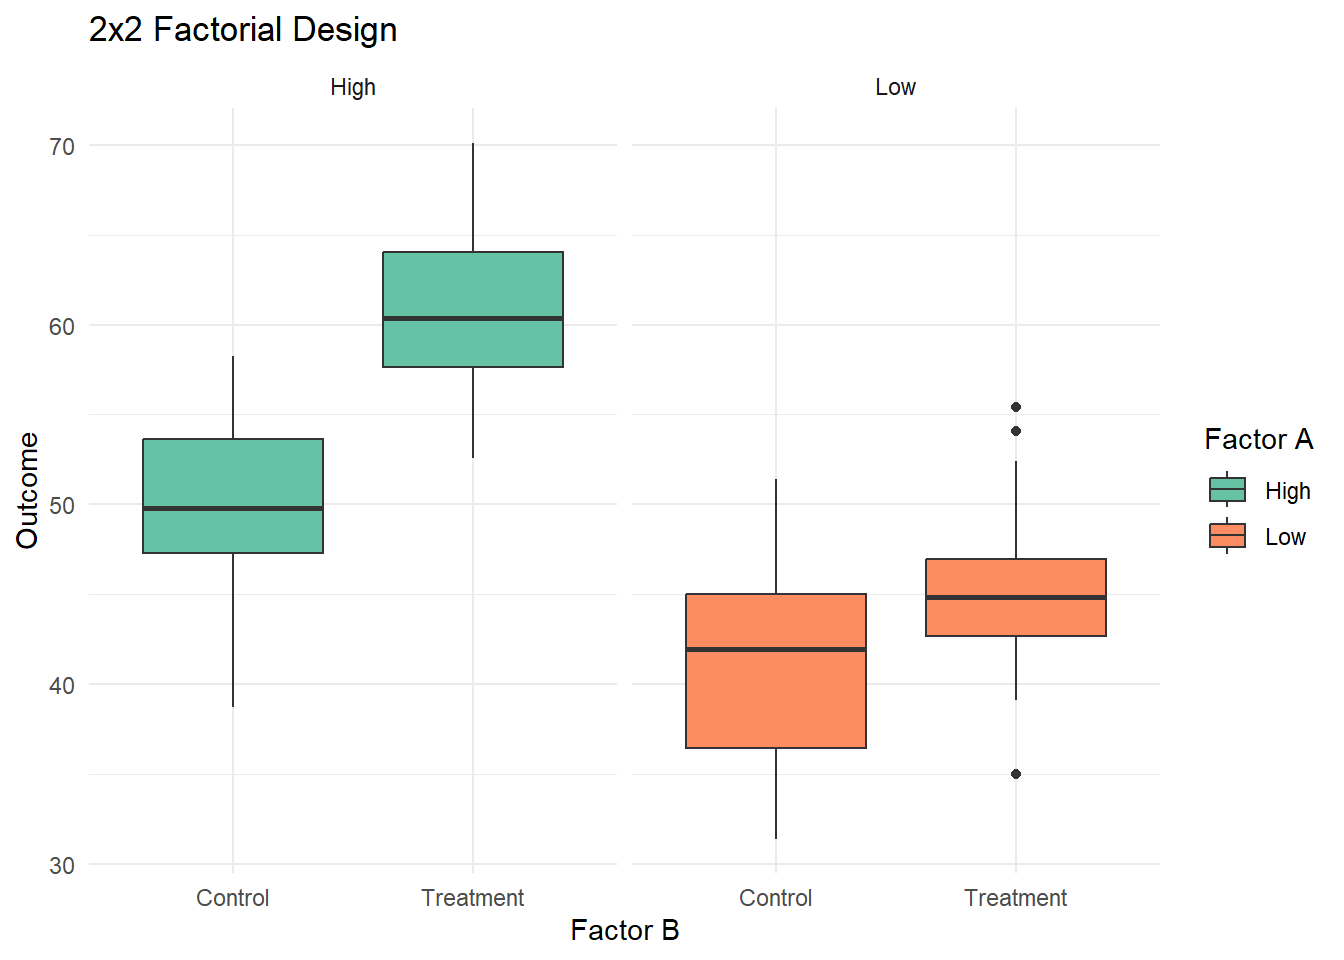 2x2 Factorial Design
High
Low
70
60
50
40
30
Outcome
Control
Treatment
Control
Treatment
Factor B
Factor A
High
Low